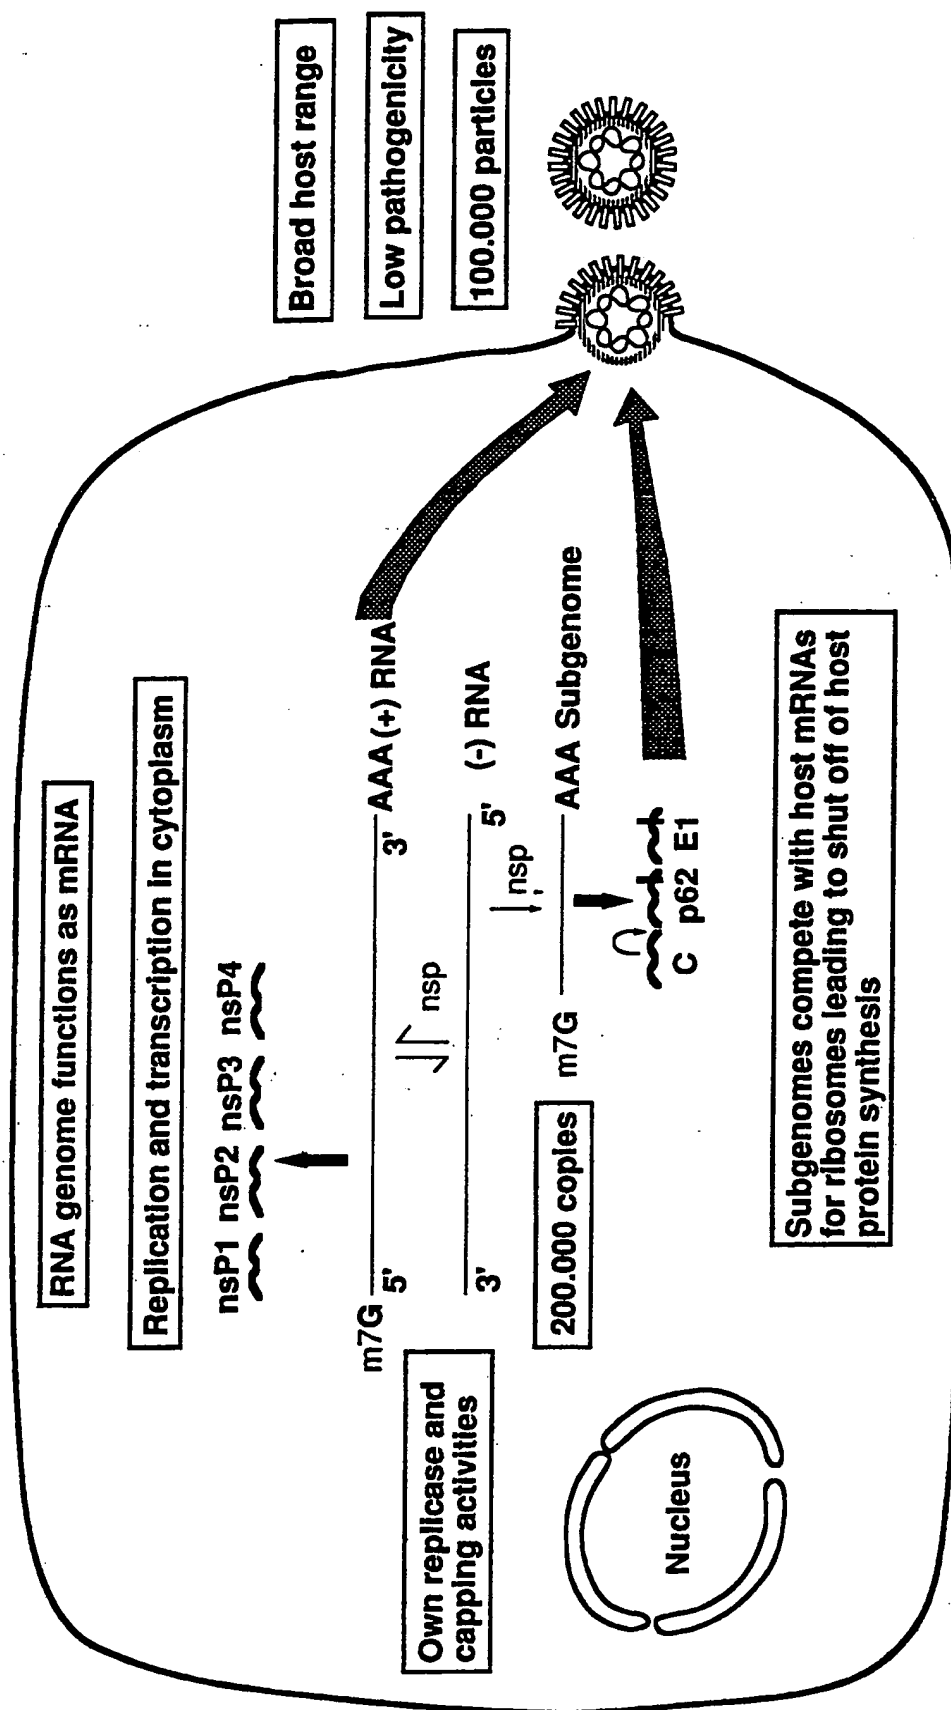 RNA genome functions as mRNA
Replication and transcription in cytoplasm
nsP1 nsP2 nsP3 nsP4
Broad host range
Low pathogenicity
100.000 particles
m7G
5'
3'
AAA (+) RNA
Own replicase and
capping activities
nsp
3'
5'
(-) RNA
nsp
200.000 copies
m7G
AAA Subgenome
C p62 E1
Nucleus
Subgenomes compete with host mRNAs
for ribosomes leading to shut off of host
protein synthesis